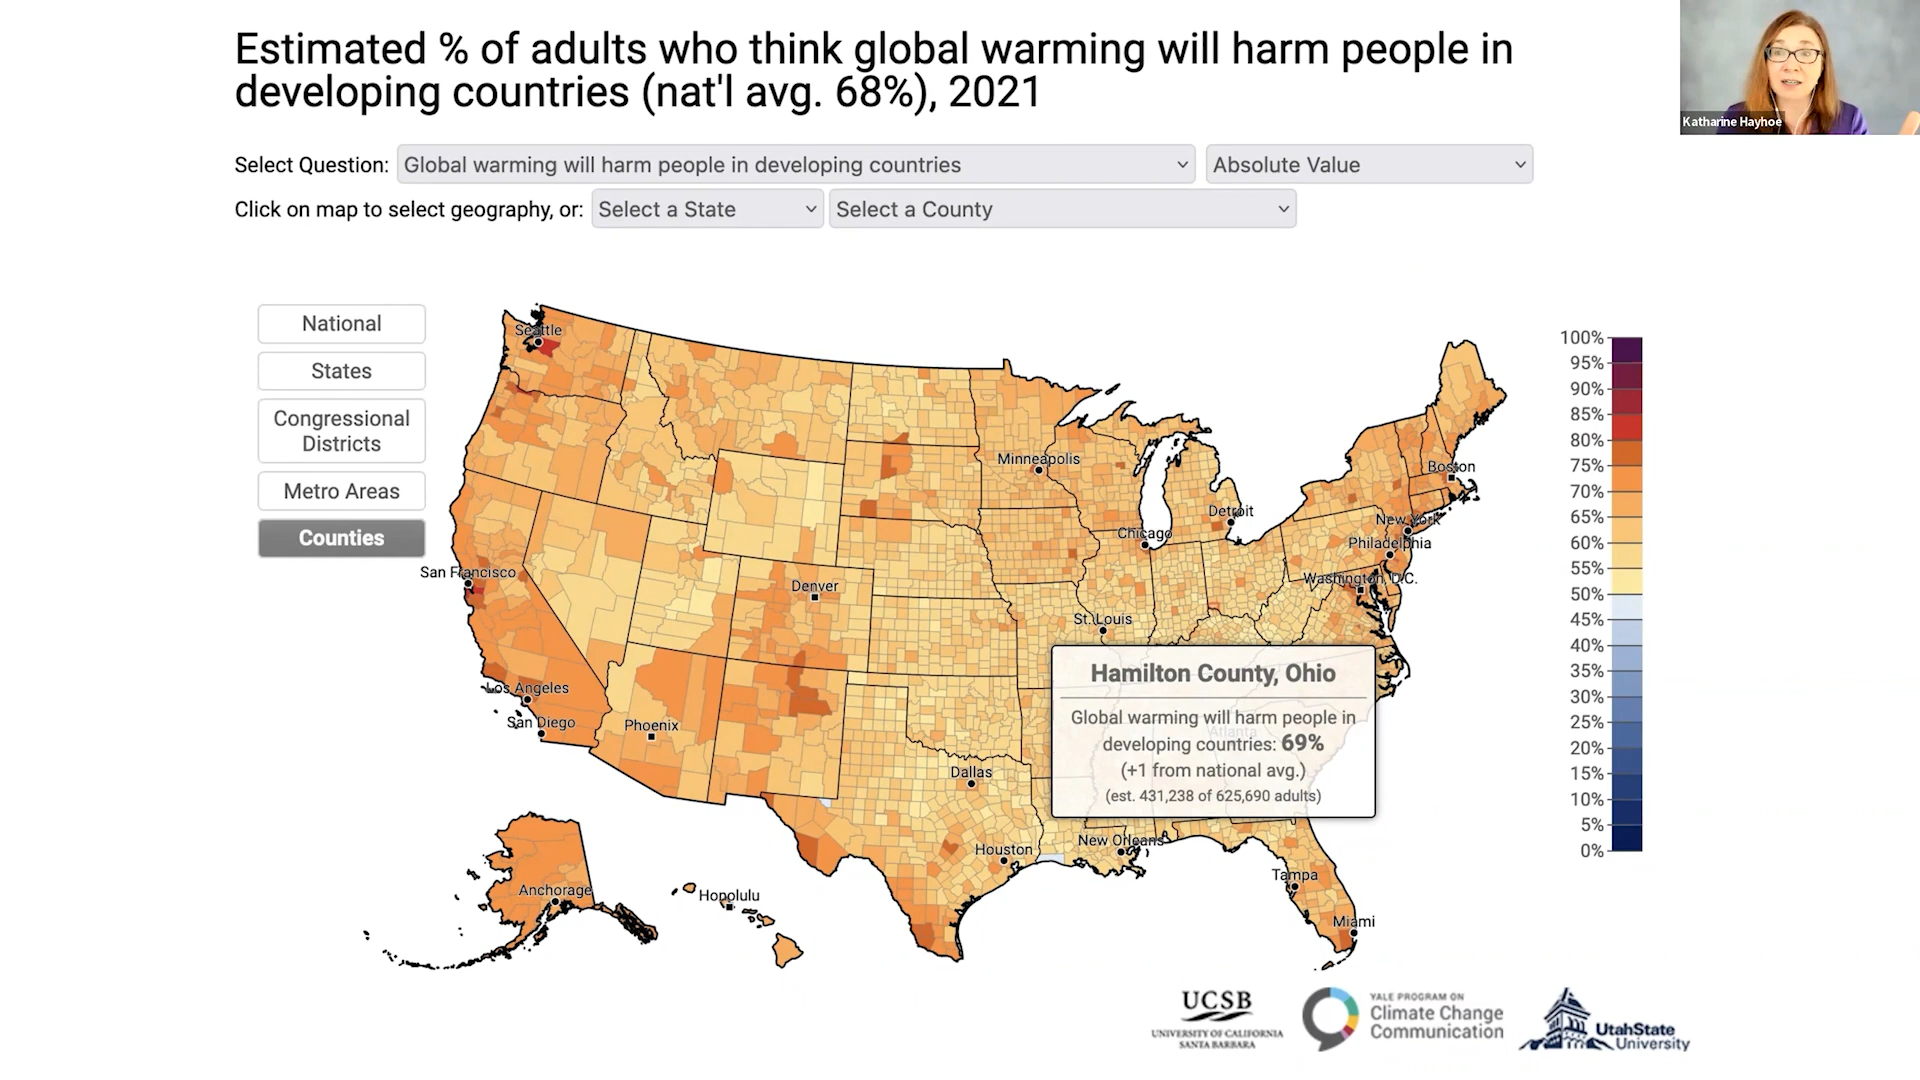 Estimated % of adults who think global warming will harm people in
developing countries (nat'l avg. 68%), 2021
Katharine Hayhoe
Select Question: Global warming will harm people in developing countries Absolute Value
Click on map to select geography, or: Select a State Select a County
National
States
Congressional
Districts
Metro Areas
Counties
Seattle
Minneapolis
Boston
Detroit
New York
Chicago
Philadelphia
San Francisco
Washington, D.C.
Denver
St. Louis
Los Angeles
San Diego
Phoenix
Dallas
Houston
New Orleans
Tampa
Miami
Anchorage
Honolulu
Hamilton County, Ohio
Global warming will harm people in
developing countries: 69%
Atlanta
(+1 from national avg.)
(est. 431,238 of 625,690 adults)
100%
95%
90%
85%
80%
75%
70%
65%
60%
55%
50%
45%
40%
35%
30%
25%
20%
15%
10%
5%
0%
UCSB
UNIVERSITY OF CALIFORNIA
SANTA BARBARA
YALE PROGRAM ON
Climate Change
Communication
UtahState
University